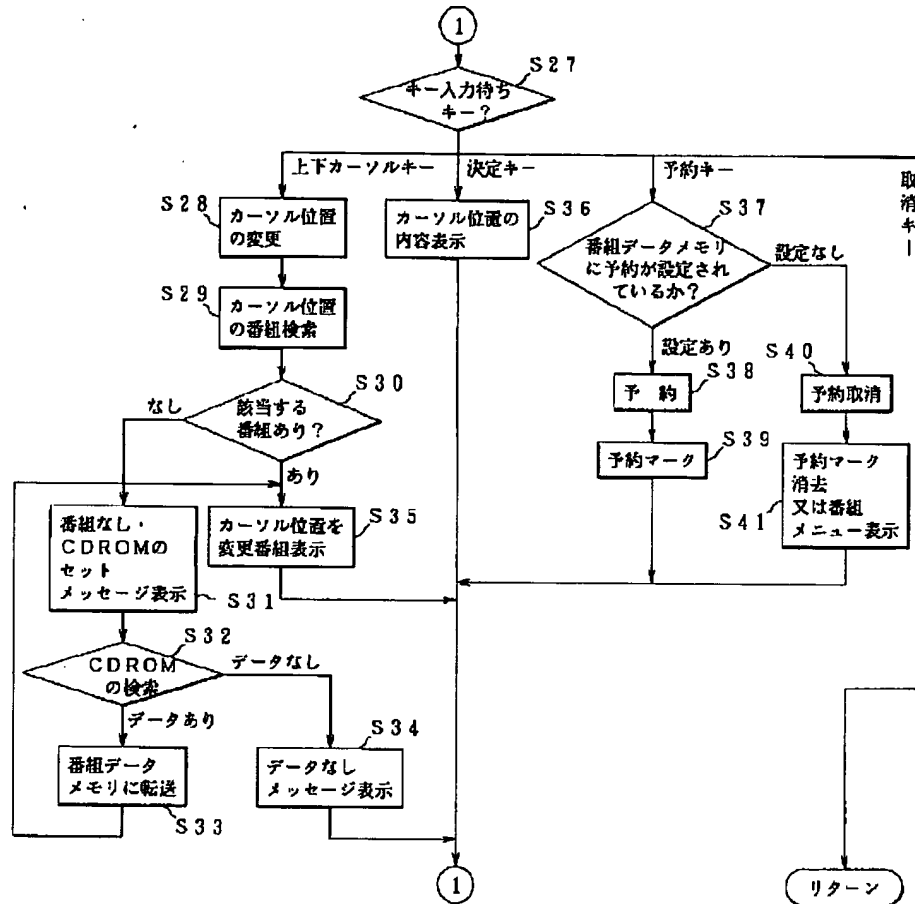 1
S27
キー入力待ち
キー?
上下カーソルキー
決定キー
予約キー
取消キー
S28
カーソル位置
の変更
S36
カーソル位置の
内容表示
S37
番組データメモリ
に予約が設定され
ているか?
設定なし
設定あり
S29
カーソル位置
の番組検索
S30
該当する
番組あり?
なし
あり
S38
予 約
S40
予約取消
S39
予約マーク
予約マーク
消去
又は番組
メニュー表示
S41
番組なし・
CDROMの
セット
メッセージ表示
S31
カーソル位置を
変更番組表示
S35
S32
CDROM
の検索
データなし
データあり
S34
データなし
メッセージ表示
番組データ
メモリに転送
S33
1
リターン